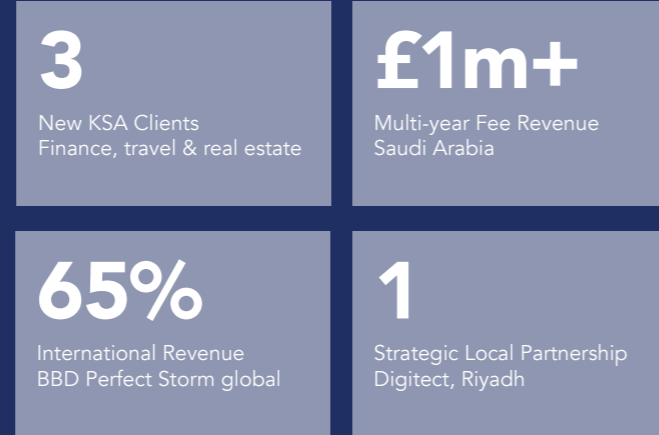 3
New KSA Clients
Finance, travel & real estate
£1m+
Multi-year Fee Revenue
Saudi Arabia
65%
International Revenue
BBD Perfect Storm global
1
Strategic Local Partnership
Digitect, Riyadh